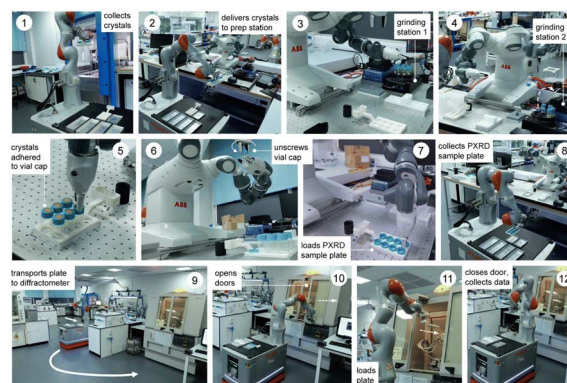 1
collects
crystals
2
delivers crystals
to prep station
3
grinding
station 1
ABB
4
grinding
station 2
ABB
crystals
adhered
to vial cap
5
6
unscrews
vial cap
ABB
7
loads PXRD
sample plate
collects PXRD
sample plate
8
transports plate
to diffractometer
9
opens
doors
10
11
loads
plate
closes door,
collects data
12